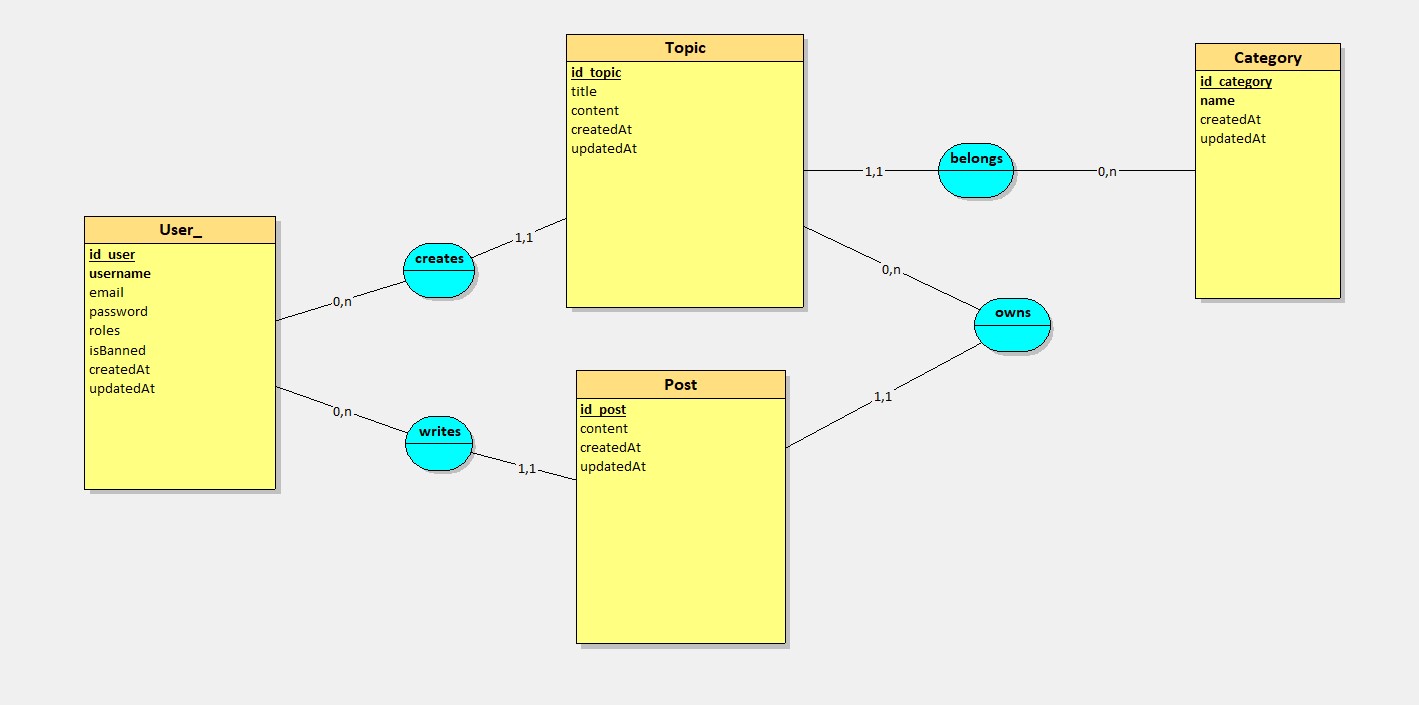 Topic
id_topic
title
content
createdAt
updatedAt
Category
id_category
name
createdAt
updatedAt
belongs
1,1
0,n
User_
id_user
username
email
password
roles
isBanned
createdAt
updatedAt
creates
1,1
0,n
0,n
owns
1,1
Post
id_post
content
createdAt
updatedAt
0,n
writes
1,1